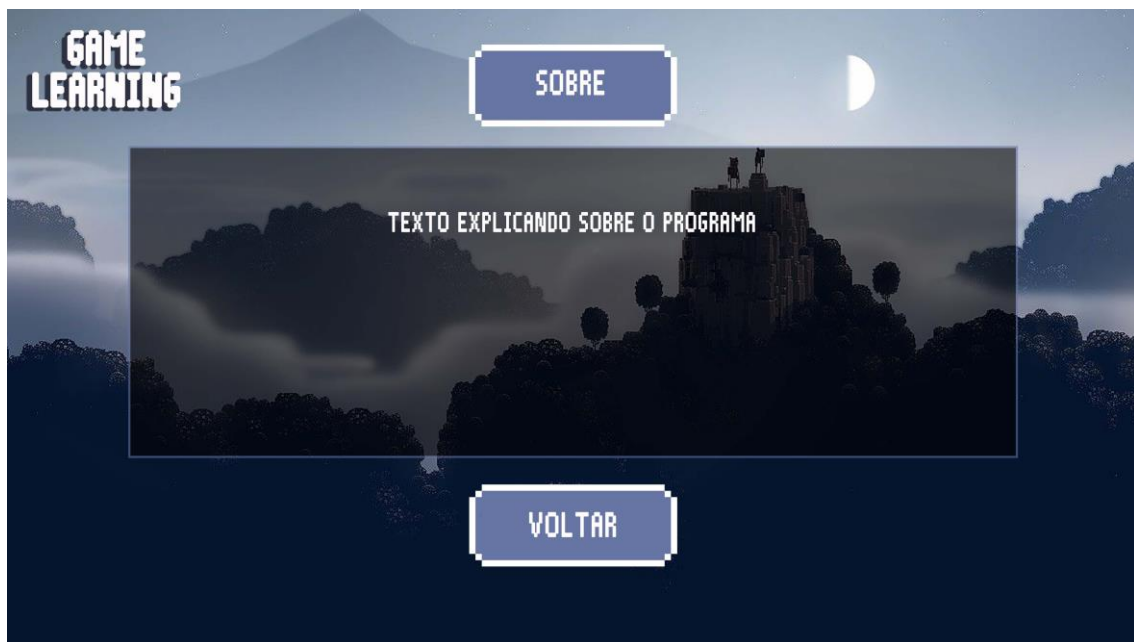 GAME
LEARNING
SOBRE
TEXTO EXPLICANDO SOBRE O PROGRAMA
VOLTAR